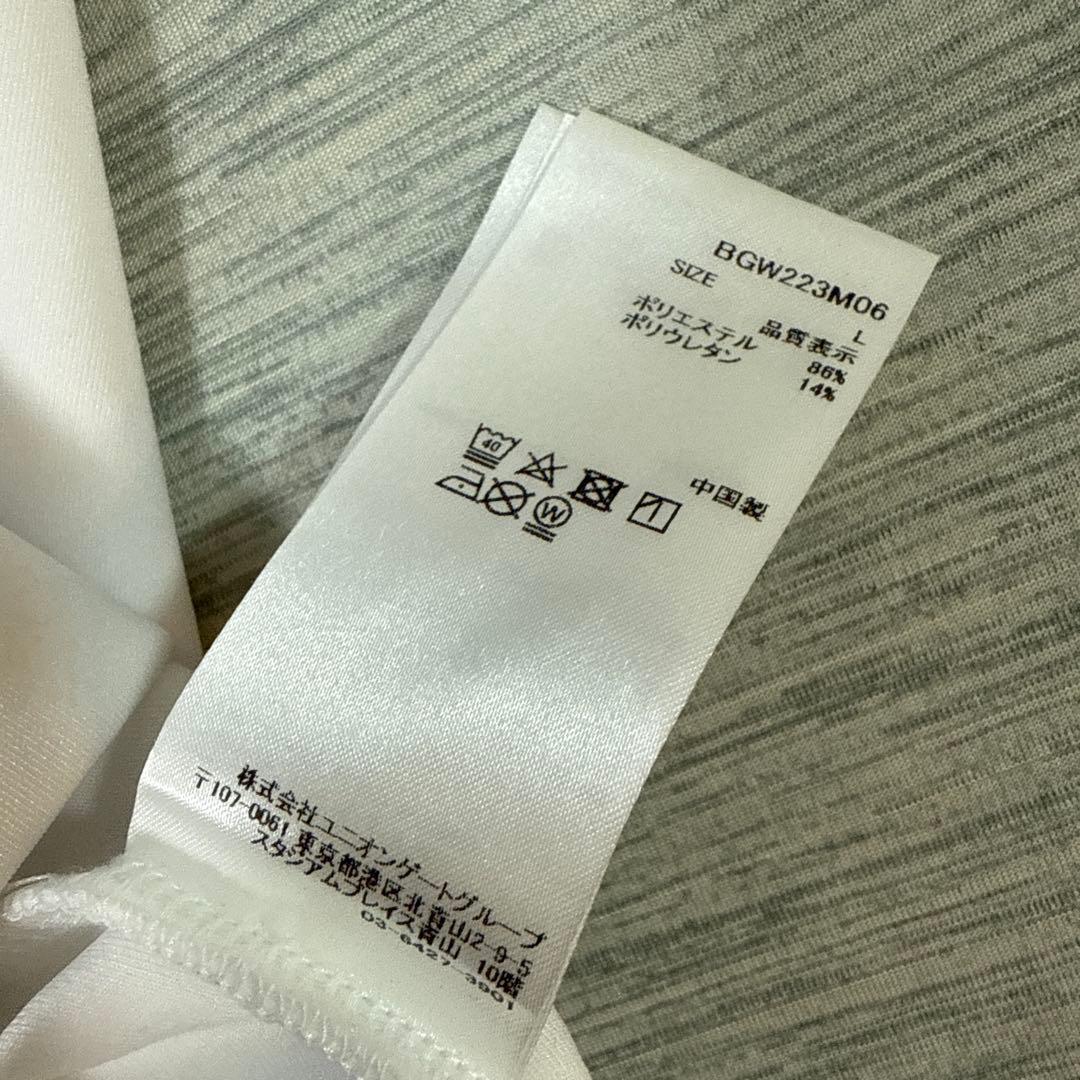 BGW223M06
SIZE L
品質表示
ポリエステル 86%
ポリウレタン 14%
40
W
中国製
株式会社ユニオンゲートグループ
〒107-0061 東京都港区北青山2-9-5
スタジアムプレイス青山 10階
03-6427-3901